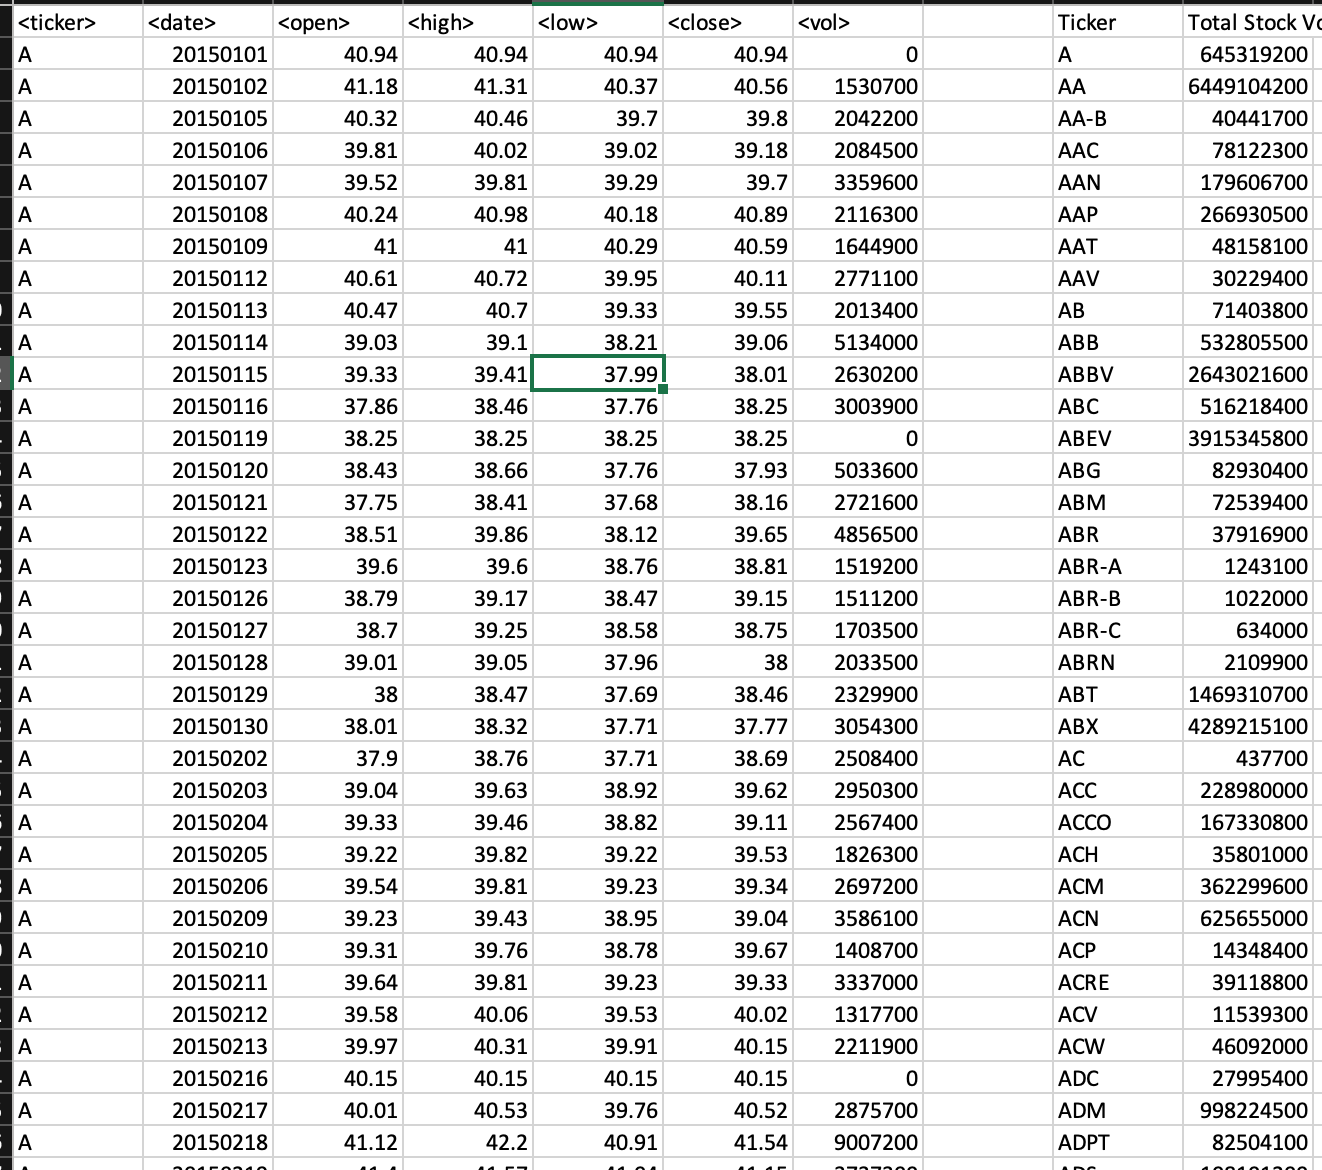 <ticker> <date> <open> <high> <low> <close> <vol> Ticker Total Stock
A 20150101 40.94 40.94 40.94 40.94 0 A 645319200
A 20150102 41.18 41.31 40.37 40.56 1530700 AA 6449104200
A 20150105 40.32 40.46 39.7 39.8 2042200 AA-B 40441700
A 20150106 39.81 40.02 39.02 39.18 2084500 AAC 78122300
A 20150107 39.52 39.81 39.29 39.7 3359600 AAN 179606700
A 20150108 40.24 40.98 40.18 40.89 2116300 AAP 266930500
A 20150109 41 41 40.29 40.59 1644900 AAT 48158100
A 20150112 40.61 40.72 39.95 40.11 2771100 AAV 30229400
A 20150113 40.47 40.7 39.33 39.55 2013400 AB 71403800
A 20150114 39.03 39.1 38.21 39.06 5134000 ABB 532805500
A 20150115 39.33 39.41 37.99 38.01 2630200 ABBV 2643021600
A 20150116 37.86 38.46 37.76 38.25 3003900 ABC 516218400
A 20150119 38.25 38.25 38.25 38.25 0 ABEV 3915345800
A 20150120 38.43 38.66 37.76 37.93 5033600 ABG 82930400
A 20150121 37.75 38.41 37.68 38.16 2721600 ABM 72539400
A 20150122 38.51 39.86 38.12 39.65 4856500 ABR 37916900
A 20150123 39.6 39.6 38.76 38.81 1519200 ABR-A 1243100
A 20150126 38.79 39.17 38.47 39.15 1511200 ABR-B 1022000
A 20150127 38.7 39.25 38.58 38.75 1703500 ABR-C 634000
A 20150128 39.01 39.05 37.96 38 2033500 ABRN 2109900
A 20150129 38 38.47 37.69 38.46 2329900 ABT 1469310700
A 20150130 38.01 38.32 37.71 37.77 3054300 ABX 4289215100
A 20150202 37.9 38.76 37.71 38.69 2508400 AC 437700
A 20150203 39.04 39.63 38.92 39.62 2950300 ACC 228980000
A 20150204 39.33 39.46 38.82 39.11 2567400 ACCO 167330800
A 20150205 39.22 39.82 39.22 39.53 1826300 ACH 35801000
A 20150206 39.54 39.81 39.23 39.34 2697200 ACM 362299600
A 20150209 39.23 39.43 38.95 39.04 3586100 ACN 625655000
A 20150210 39.31 39.76 38.78 39.67 1408700 ACP 14348400
A 20150211 39.64 39.81 39.23 39.33 3337000 ACRE 39118800
A 20150212 39.58 40.06 39.53 40.02 1317700 ACV 11539300
A 20150213 39.97 40.31 39.91 40.15 2211900 ACW 46092000
A 20150216 40.15 40.15 40.15 40.15 0 ADC 27995400
A 20150217 40.01 40.53 39.76 40.52 2875700 ADM 998224500
A 20150218 41.12 42.2 40.91 41.54 9007200 ADPT 82504100